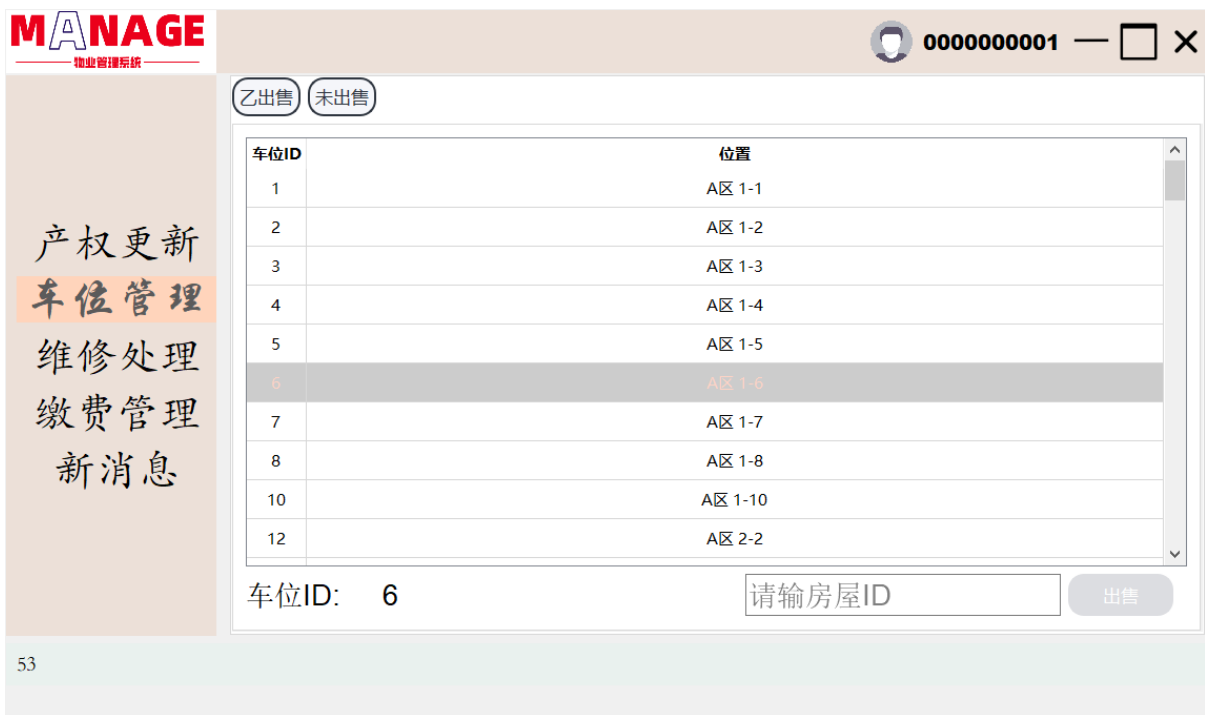 MANAGE
物业管理系统
0000000001
乙出售 未出售
车位ID 位置
1 A区 1-1
2 A区 1-2
3 A区 1-3
4 A区 1-4
5 A区 1-5
6 A区 1-6
7 A区 1-7
8 A区 1-8
10 A区 1-10
12 A区 2-2
产权更新
车位管理
维修处理
缴费管理
新消息
车位ID: 6 请输房屋ID 出售
53